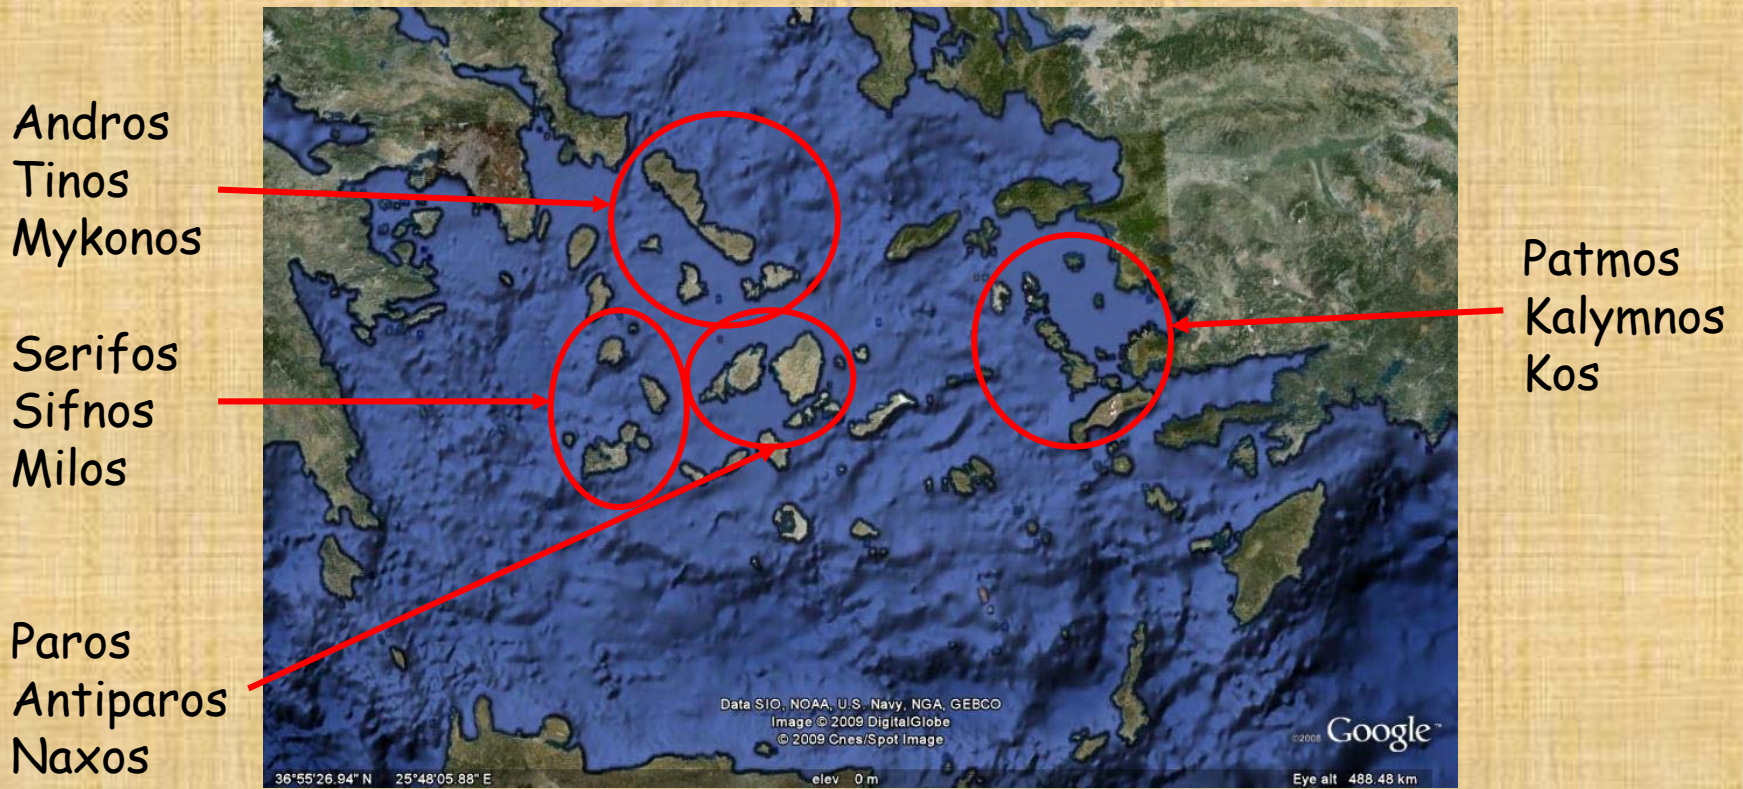 Andros
Tinos
Mykonos
Serifos
Sifnos
Milos
Paros
Antiparos
Naxos
Patmos
Kalymnos
Kos
Data SIO, NOAA, U.S. Navy, NGA, GEBCO
Image © 2009 DigitalGlobe
© 2009 Cnes/Spot Image
©2008 Google™
36°55'26.94" N 25°48'05.88" E
elev 0 m
Eye alt 488.48 km